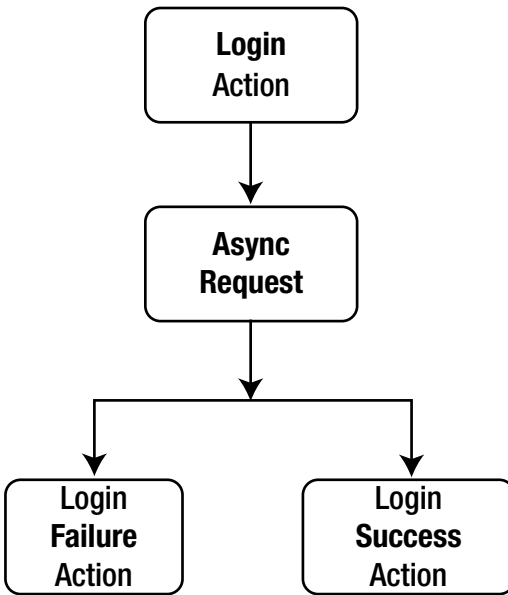 Login
Action
Async
Request
Login
Failure
Action
Login
Success
Action